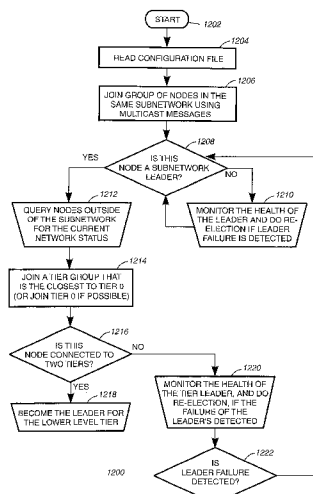 START
1202
1204
READ CONFIGURATION FILE
1206
JOIN GROUP OF NODES IN THE
SAME SUBNETWORK USING
MULTICAST MESSAGES
1208
IS THIS
NODE A SUBNETWORK
LEADER?
YES
NO
1212
QUERY NODES OUTSIDE
OF THE SUBNETWORK
FOR THE CURRENT
NETWORK STATUS
1210
MONITOR THE HEALTH OF
THE LEADER AND DO RE-
ELECTION IF LEADER
FAILURE IS DETECTED
1214
JOIN A TIER GROUP THAT
IS THE CLOSEST TO TIER 0
(OR JOIN TIER 0 IF POSSIBLE)
1216
IS THIS
NODE CONNECTED TO
TWO TIERS?
NO
YES
1218
BECOME THE LEADER FOR
THE LOWER LEVEL TIER
1220
MONITOR THE HEALTH OF
THE TIER LEADER, AND DO
RE-ELECTION, IF THE
FAILURE OF THE
LEADER'S DETECTED
1222
IS
LEADER FAILURE
DETECTED?
1200